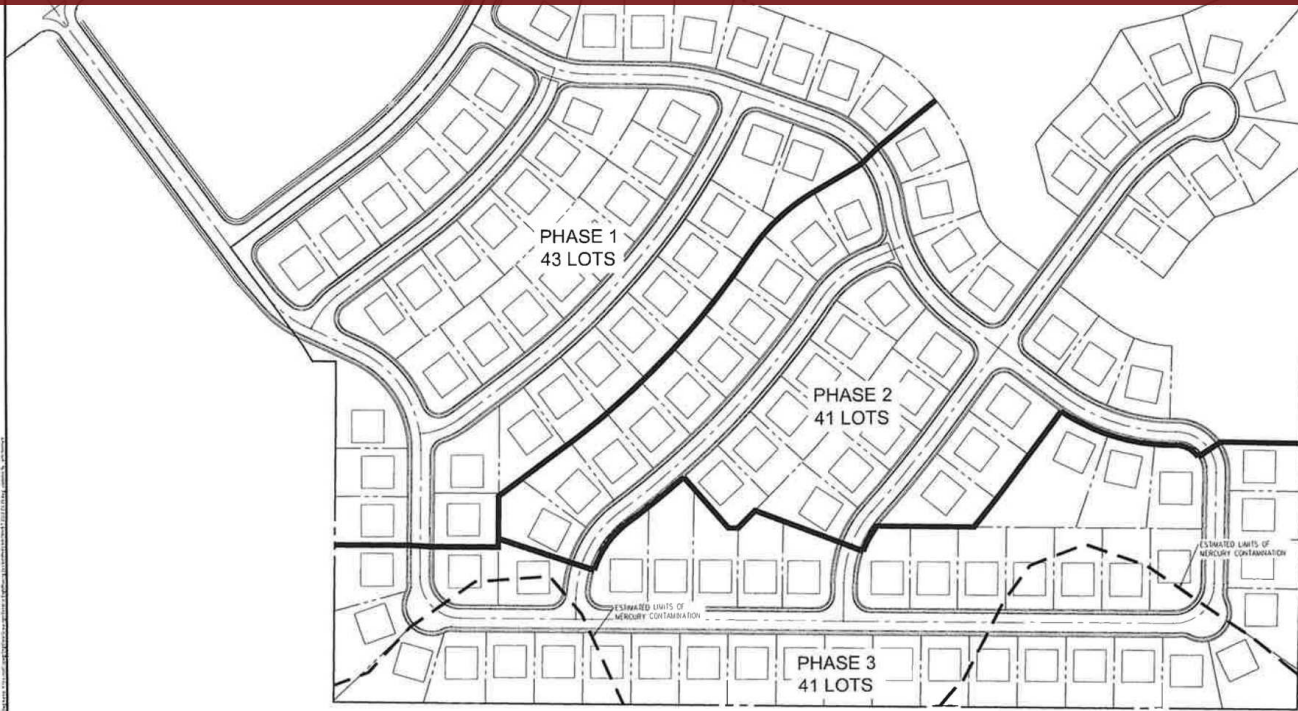 PHASE 1
43 LOTS
PHASE 2
41 LOTS
ESTIMATED LIMITS OF
MERCURY CONTAMINATION
ESTIMATED LIMITS OF
MERCURY CONTAMINATION
PHASE 3
41 LOTS